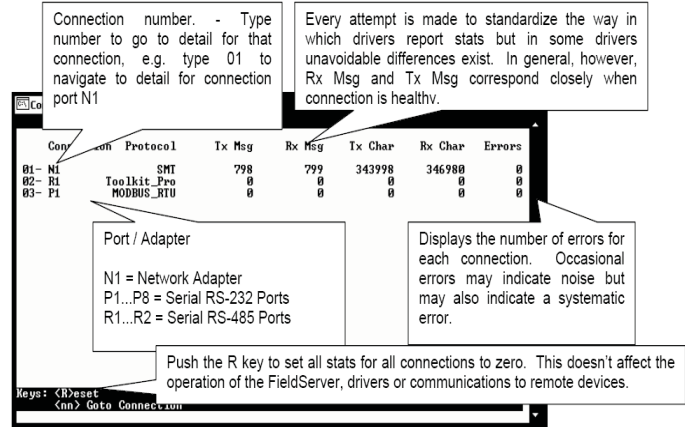 Connection number. - Type
number to go to detail for that
connection, e.g. type 01 to
navigate to detail for connection
port N1
Every attempt is made to standardize the way in
which drivers report stats but in some drivers
unavoidable differences exist. In general, however,
Rx Msg and Tx Msg correspond closely when
connection is healthy.
Protocol Tx Msg Rx Msg Tx Char Rx Char Errors
01- N1 SMT 798 799 343998 346980 0
02- R1 Toolkit_Pro 0 0 0 0 0
03- P1 MODBUS_RTU 0 0 0 0 0
Port / Adapter
N1 = Network Adapter
P1...P8 = Serial RS-232 Ports
R1...R2 = Serial RS-485 Ports
Displays the number of errors for
each connection. Occasional
errors may indicate noise but
may also indicate a systematic
error.
Push the R key to set all stats for all connections to zero. This doesn't affect the
operation of the FieldServer, drivers or communications to remote devices.
Keys: <R>eset
<nn> Goto Connection